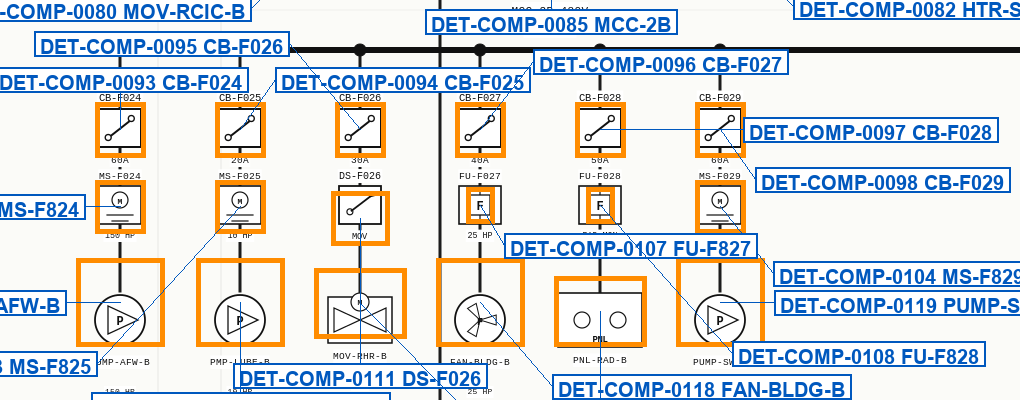 -COMP-0080 MOV-RCIC-B
DET-COMP-0085 MCC-2B
DET-COMP-0082 HTR-S
DET-COMP-0095 CB-F026
DET-COMP-0096 CB-F027
DET-COMP-0093 CB-F024
DET-COMP-0094 CB-F025
CB-F024
CB-F025
CB-F026
CB-F027
CB-F028
CB-F029
DET-COMP-0097 CB-F028
60A
20A
30A
40A
50A
60A
DET-COMP-0098 CB-F029
MS-F024
MS-F025
DS-F026
FU-F027
FU-F028
MS-F029
MS-F824
M
M
F
F
M
150 HP
10 HP
MOV
25 HP
DET-COMP-0107 FU-F827
DET-COMP-0104 MS-F829
AFW-B
DET-COMP-0119 PUMP-S
M
P
P
P
PNL
DET-COMP-0108 FU-F828
MS-F825
MP-AFW-B
PMP-LUBE-B
MOV-RHR-B
FAN-BLDG-B
PNL-RAD-B
PUMP-SW
DET-COMP-0111 DS-F026
DET-COMP-0118 FAN-BLDG-B
150 HP
10 HP
25 HP